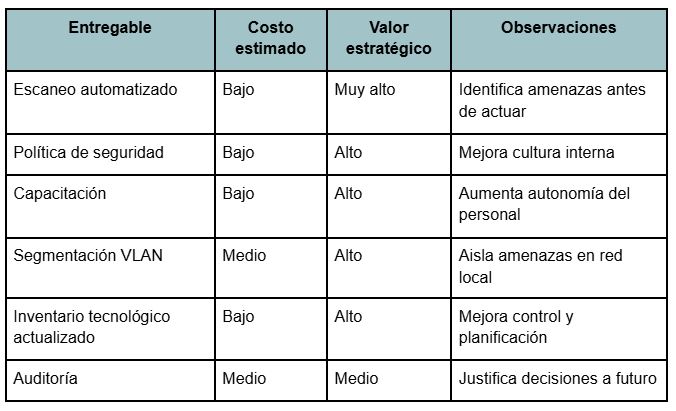 Entregable Costo estimado Valor estratégico Observaciones
Escaneo automatizado Bajo Muy alto Identifica amenazas antes de actuar
Política de seguridad Bajo Alto Mejora cultura interna
Capacitación Bajo Alto Aumenta autonomía del personal
Segmentación VLAN Medio Alto Aisla amenazas en red local
Inventario tecnológico actualizado Bajo Alto Mejora control y planificación
Auditoría Medio Medio Justifica decisiones a futuro